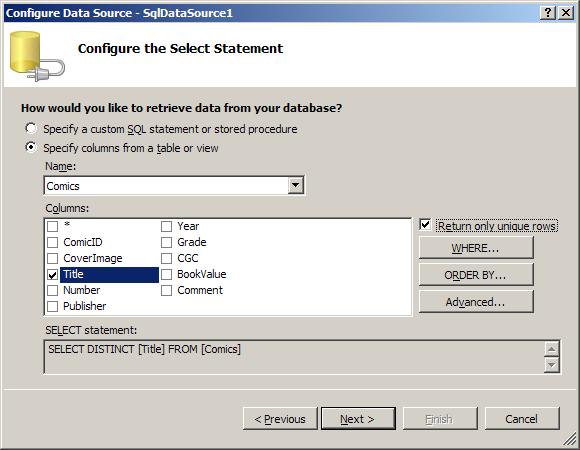 Configure Data Source - SqlDataSource1
Configure the Select Statement
How would you like to retrieve data from your database?
Specify a custom SQL statement or stored procedure
Specify columns from a table or view
Name:
Comics
Columns:
Return only unique rows
* Year
ComicID Grade
CoverImage CGC
Title BookValue
Number Comment
Publisher
WHERE...
ORDER BY...
Advanced...
SELECT statement:
SELECT DISTINCT [Title] FROM [Comics]
< Previous Next > Finish Cancel